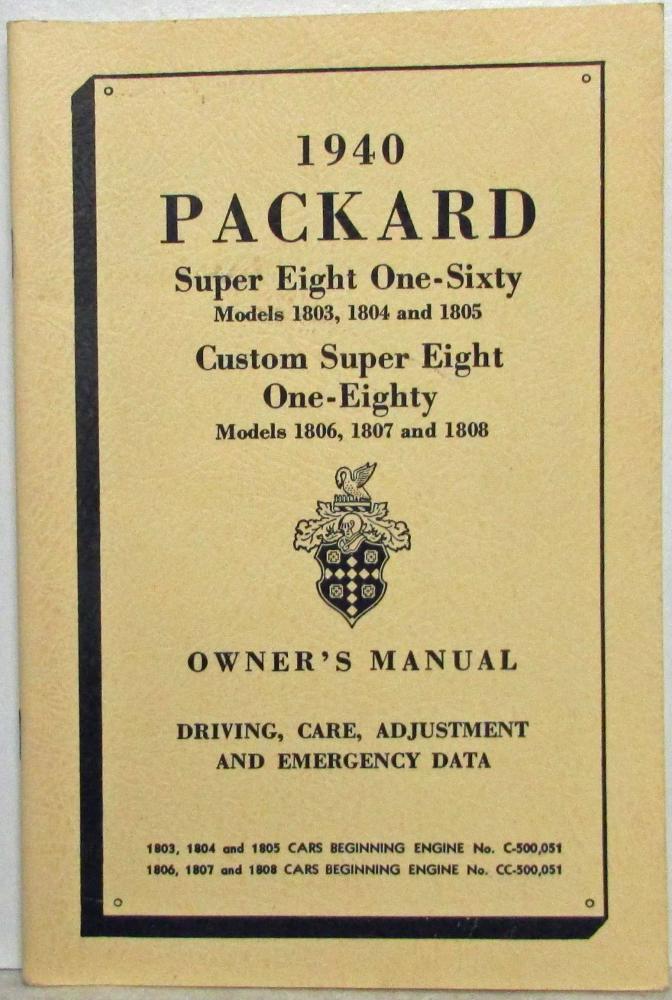 1940
PACKARD
Super Eight One-Sixty
Models 1803, 1804 and 1805
Custom Super Eight
One-Eighty
Models 1806, 1807 and 1808
OWNER'S MANUAL
DRIVING, CARE, ADJUSTMENT
AND EMERGENCY DATA
1803, 1804 and 1805 CARS BEGINNING ENGINE No. C-500,051
1806, 1807 and 1808 CARS BEGINNING ENGINE No. CC-500,051